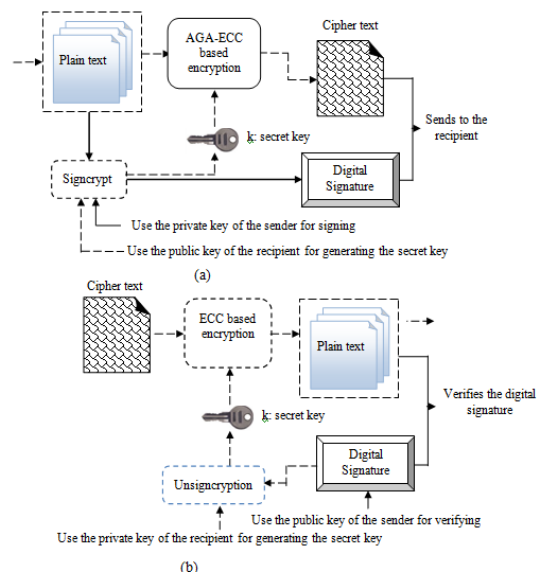 Plain text
AGA-ECC
based
encryption
Cipher text
Sends to the
recipient
k: secret key
Signcrypt
Digital
Signature
Use the private key of the sender for signing
Use the public key of the recipient for generating the secret key
(a)
Cipher text
ECC based
encryption
Plain text
Verifies the digital
signature
k: secret key
Unsigncryption
Digital
Signature
Use the public key of the sender for verifying
Use the private key of the recipient for generating the secret key
(b)